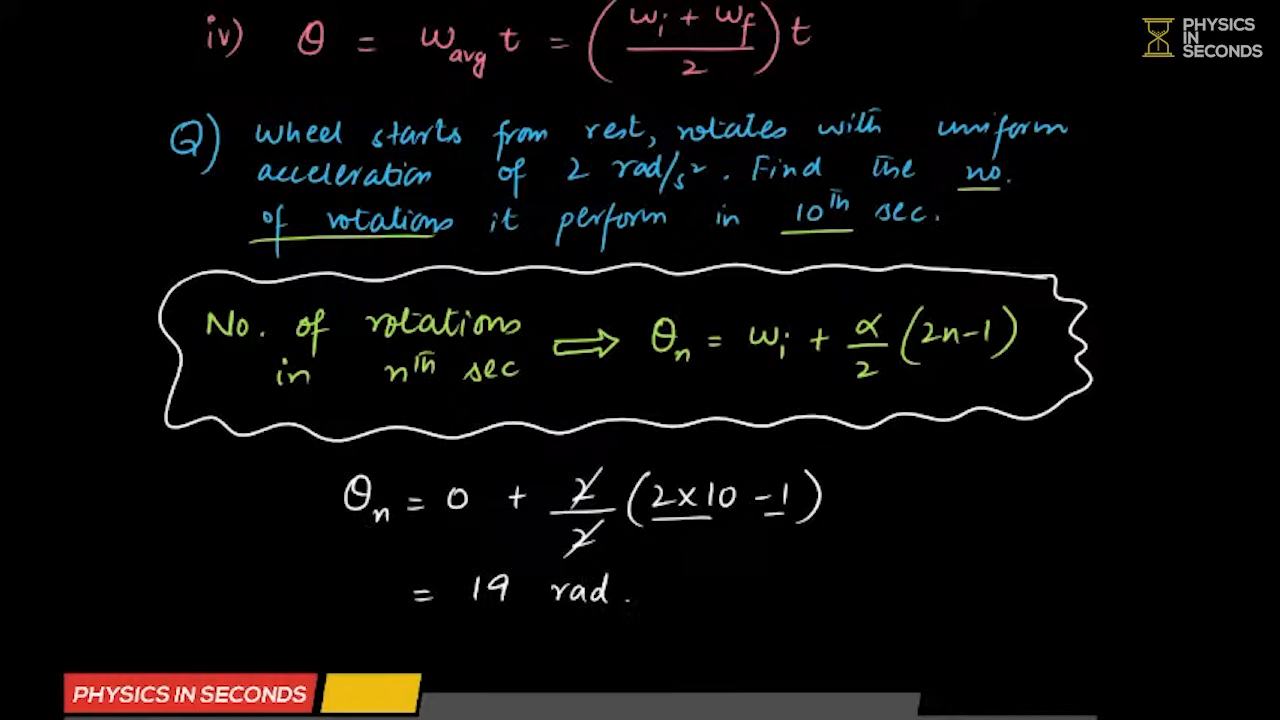 iv) θ = ω_avg t = (ω_i + ω_f / 2) t
PHYSICS
IN
SECONDS
Q) Wheel starts from rest, rotates with uniform
acceleration of 2 rad/s². Find the no.
of rotations it perform in 10th sec.
No. of rotations
in nth sec ⇒ θ_n = ω_i + α/2 (2n-1)
θ_n = 0 + 2/2 (2×10 - 1)
= 19 rad.
PHYSICS IN SECONDS